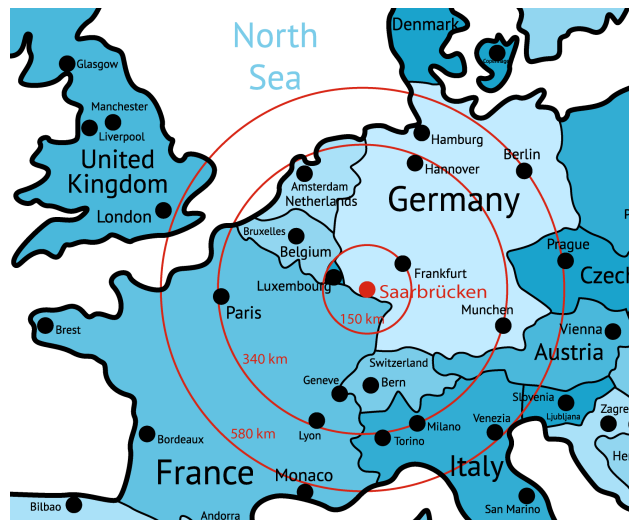 Denmark
North
Sea
Glasgow
Manchester
Liverpool
United
Kingdom
London
Hamburg
Hannover
Berlin
Amsterdam
Netherlands
Germany
Bruxelles
Belgium
Prague
Czech
Frankfurt
Luxembourg
Saarbrücken
Paris
150 km
Munchen
Brest
Vienna
Austria
340 km
Switzerland
Geneve
Bern
Slovenia
Ljubljana
Zagre
Bordeaux
580 km
Lyon
Milano
Torino
Venezia
He
France
Monaco
Italy
Bilbao
San Marino
Andorra